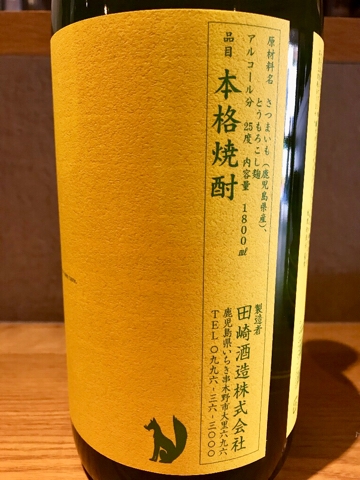 原材料名 さつまいも(鹿児島県産)、
とうもろこし麹
アルコール分 25度 内容量 1800㎖
品目 本格焼酎
製造者
田崎酒造株式会社
鹿児島県いちき串木野市大里六九六
TEL 〇九九六-三六-三〇〇〇